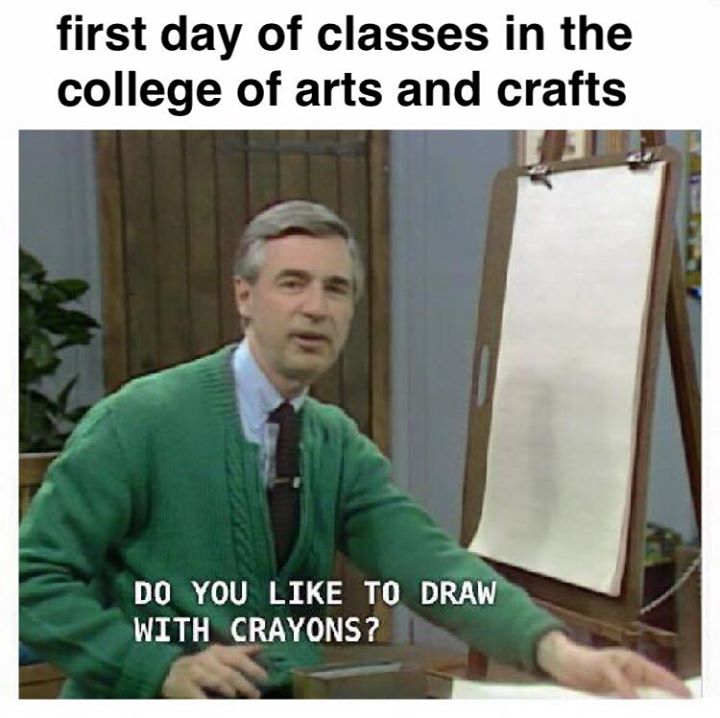 first day of classes in the
college of arts and crafts
DO YOU LIKE TO DRAW
WITH CRAYONS?